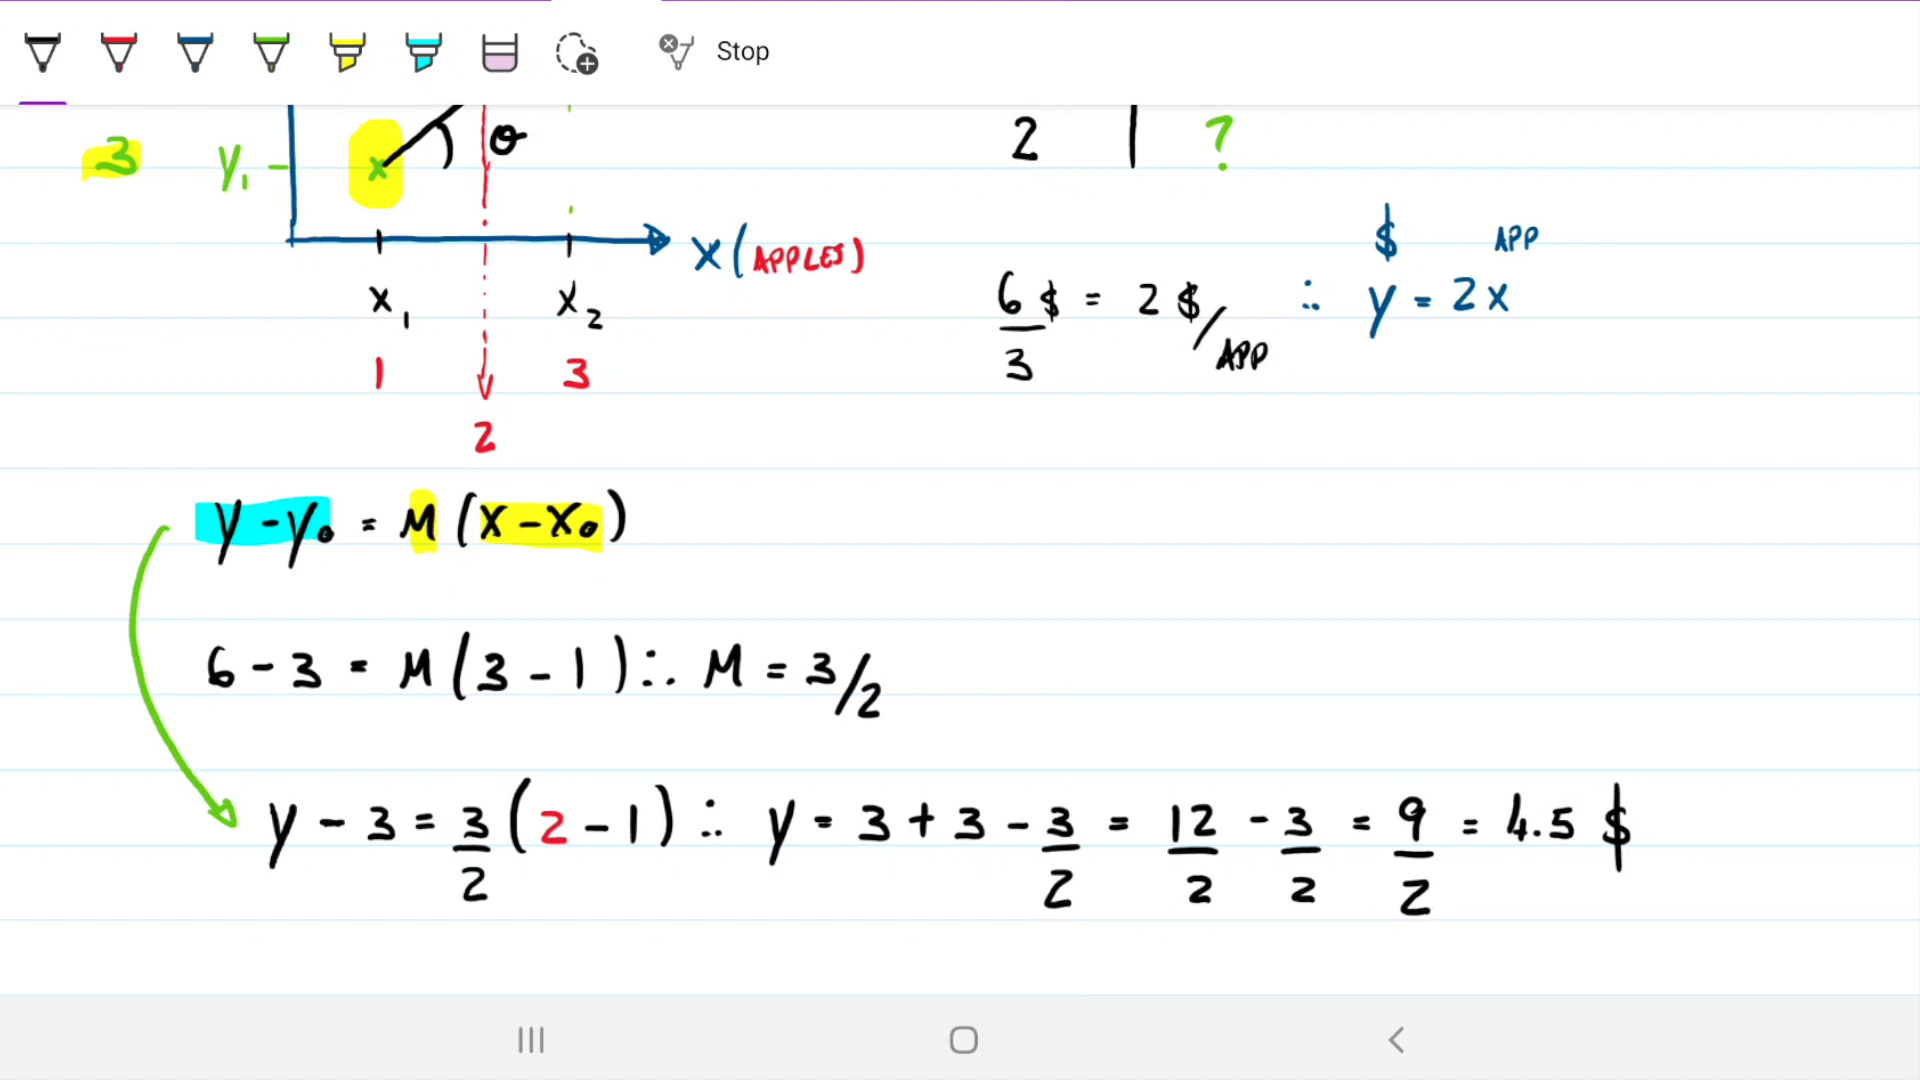 Stop
3 y₁ x θ 2 ?
x (APPLES)
$ APP
x₁ x₂ 6$/3 = 2 $/APP ∴ y = 2x
1 3
2
y - y₀ = M (x - x₀)
6 - 3 = M (3 - 1) ∴ M = 3/2
y - 3 = 3/2 (2 - 1) ∴ y = 3 + 3 - 3/2 = 12/2 - 3/2 = 9/2 = 4.5 $